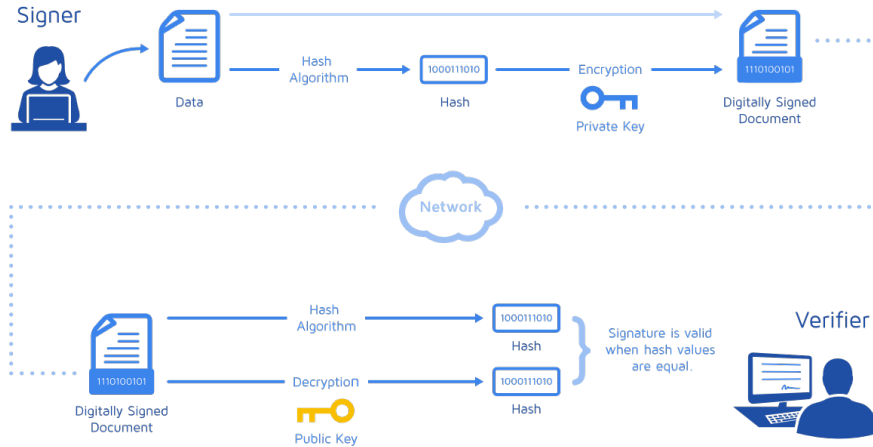 Signer
Hash
Algorithm
1000111010
Encryption
1110100101
Data
Hash
Private Key
Digitally Signed
Document
Network
Hash
Algorithm
1000111010
Hash
Signature is valid
when hash values
are equal.
Verifier
1110100101
Decryption
1000111010
Digitally Signed
Document
Public Key
Hash